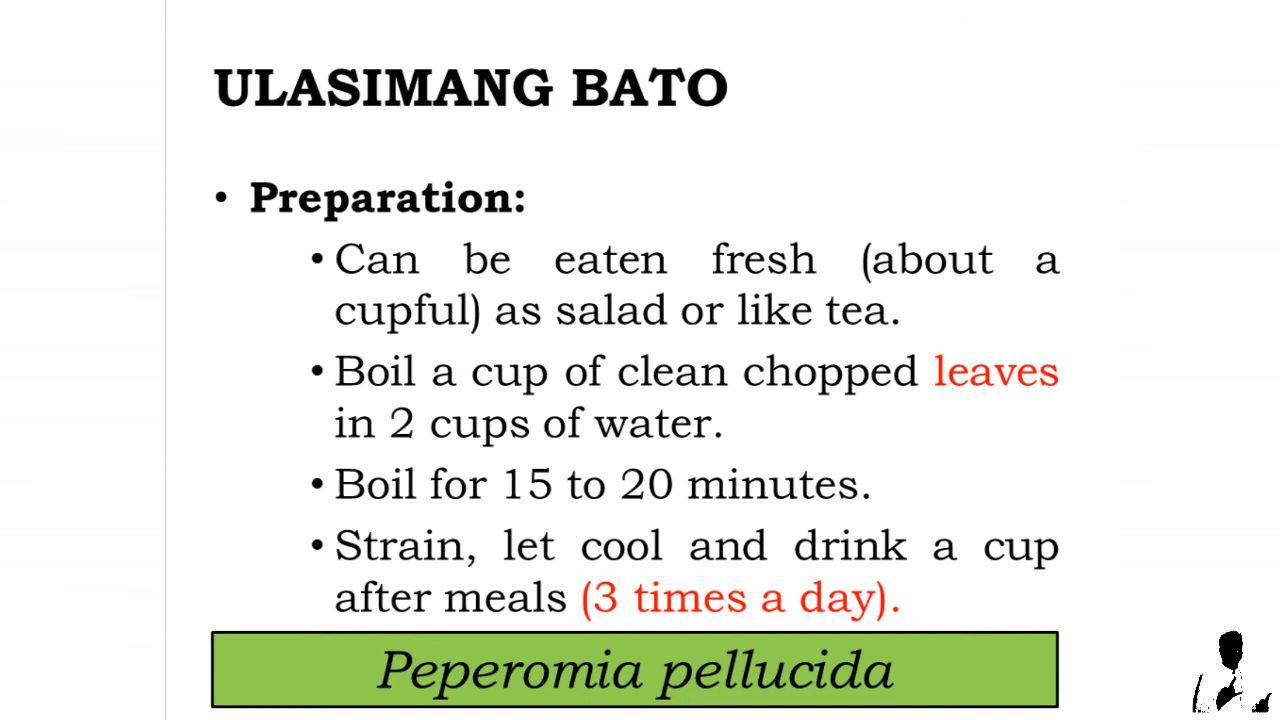 ULASIMANG BATO
• Preparation:
• Can be eaten fresh (about a
cupful) as salad or like tea.
• Boil a cup of clean chopped leaves
in 2 cups of water.
• Boil for 15 to 20 minutes.
• Strain, let cool and drink a cup
after meals (3 times a day).
Peperomia pellucida